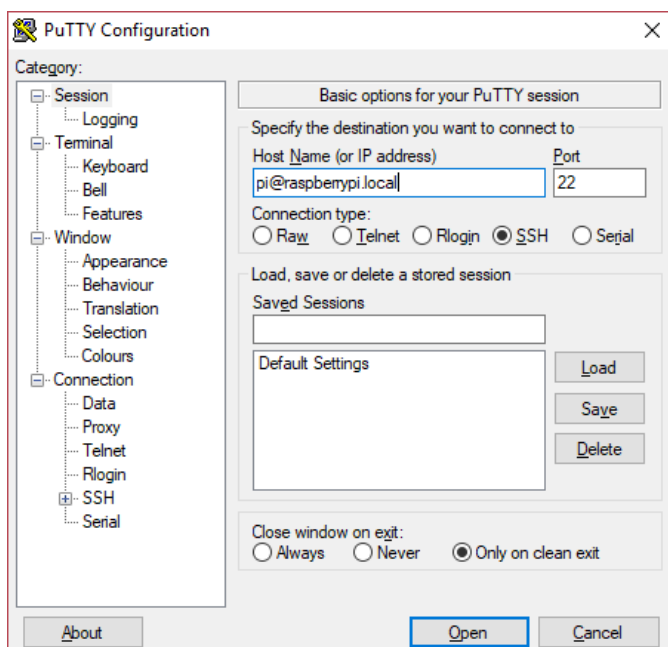 PuTTY Configuration
Category:
Session
Logging
Terminal
Keyboard
Bell
Features
Window
Appearance
Behaviour
Translation
Selection
Colours
Connection
Data
Proxy
Telnet
Rlogin
SSH
Serial
Basic options for your PuTTY session
Specify the destination you want to connect to
Host Name (or IP address) Port
pi@raspberrypi.local 22
Connection type:
Raw Telnet Rlogin SSH Serial
Load, save or delete a stored session
Saved Sessions
Default Settings
Load
Save
Delete
Close window on exit:
Always Never Only on clean exit
About Open Cancel